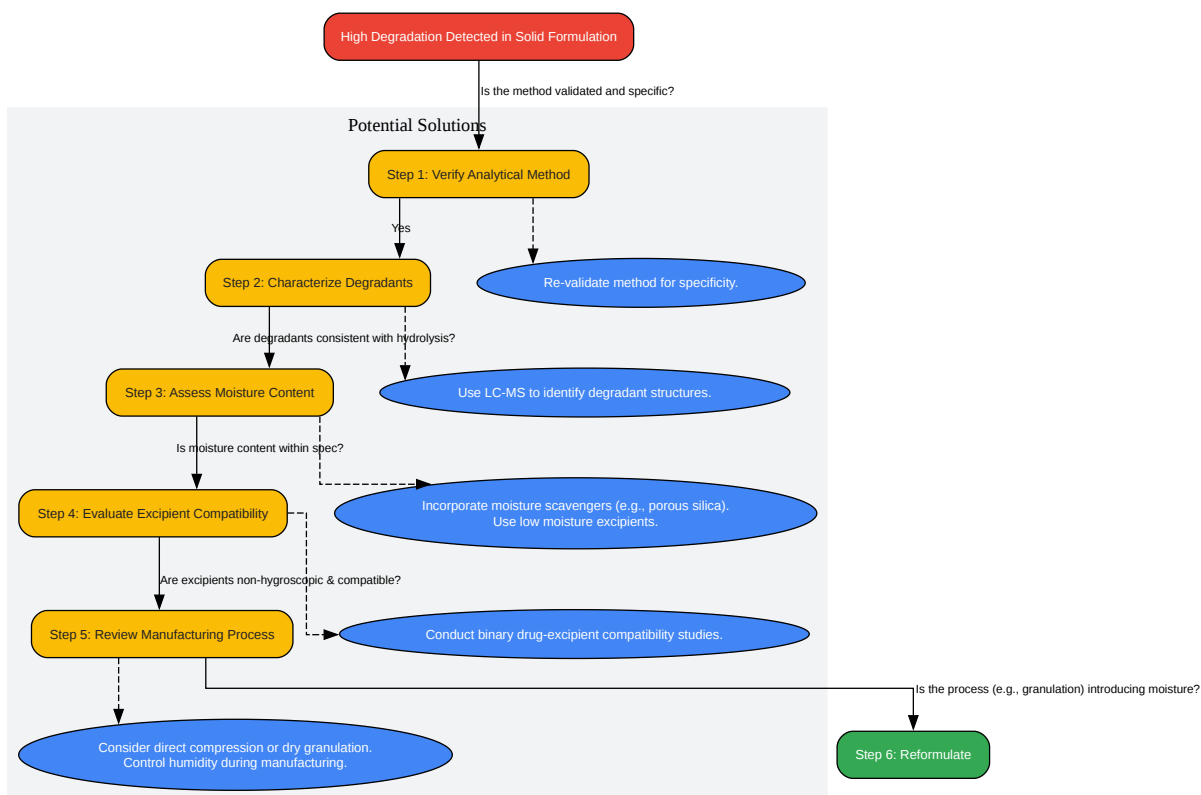 High Degradation Detected in Solid Formulation
Is the method validated and specific?
Potential Solutions
Step 1: Verify Analytical Method
Yes
Step 2: Characterize Degradants
Re-validate method for specificity.
Are degradants consistent with hydrolysis?
Step 3: Assess Moisture Content
Use LC-MS to identify degradant structures.
Is moisture content within spec?
Step 4: Evaluate Excipient Compatibility
Incorporate moisture scavengers (e.g., porous silica).
Use low moisture excipients.
Are excipients non-hygroscopic & compatible?
Step 5: Review Manufacturing Process
Conduct binary drug-excipient compatibility studies.
Is the process (e.g., granulation) introducing moisture?
Consider direct compression or dry granulation.
Control humidity during manufacturing.
Step 6: Reformulate